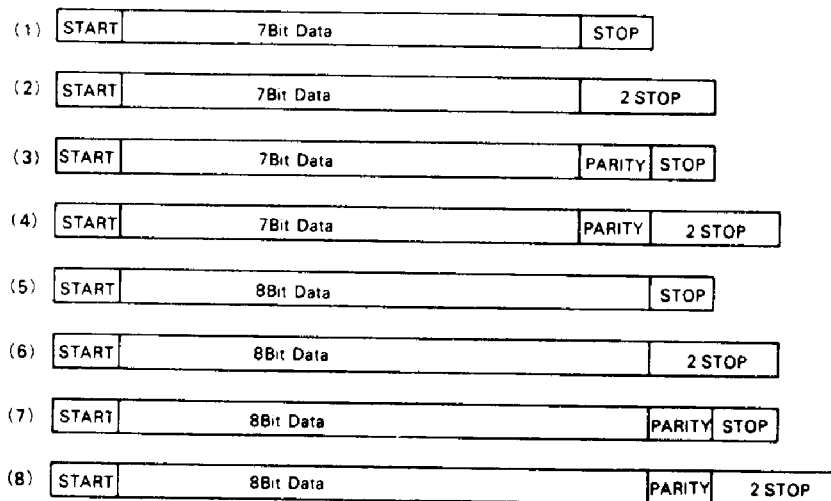 (1) START 7Bit Data STOP
(2) START 7Bit Data 2 STOP
(3) START 7Bit Data PARITY STOP
(4) START 7Bit Data PARITY 2 STOP
(5) START 8Bit Data STOP
(6) START 8Bit Data 2 STOP
(7) START 8Bit Data PARITY STOP
(8) START 8Bit Data PARITY 2 STOP